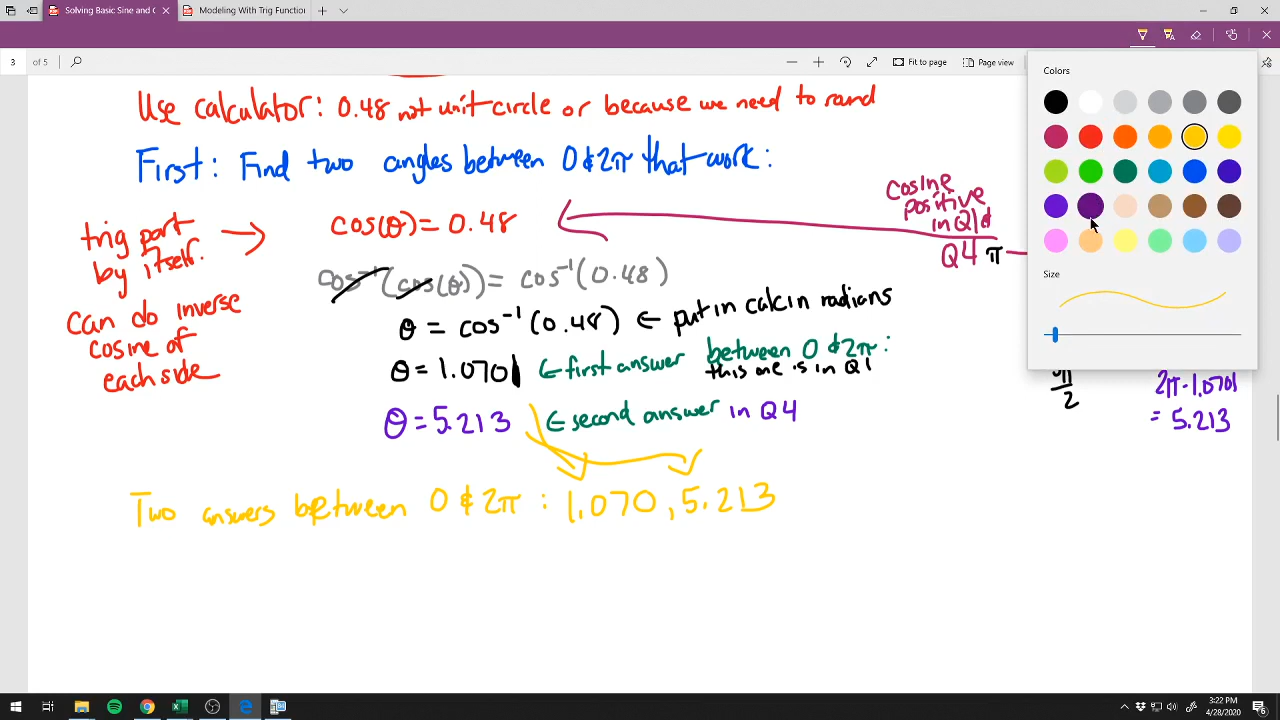 Solving Basic Sine and C
Modeling With Trig Function
3 of 5
Fit to page
Page view
Use calculator: 0.48 not unit circle or because we need to round
First: Find two angles between 0 & 2π that work:
trig part
by itself.
can do inverse
cosine of
each side
cos(θ) = 0.48
cos⁻¹(cos(θ)) = cos⁻¹(0.48)
θ = cos⁻¹(0.48) ← put in calc in radians
θ = 1.0701 ← first answer between 0 & 2π:
this one is in Q1
θ = 5.213 ← second answer in Q4
Two answers between 0 & 2π: 1.070, 5.213
cosine
positive
in Q1 &
Q4 π
2
2π-1.0701
= 5.213
Colors
Size
3:22 PM
4/28/2020
6